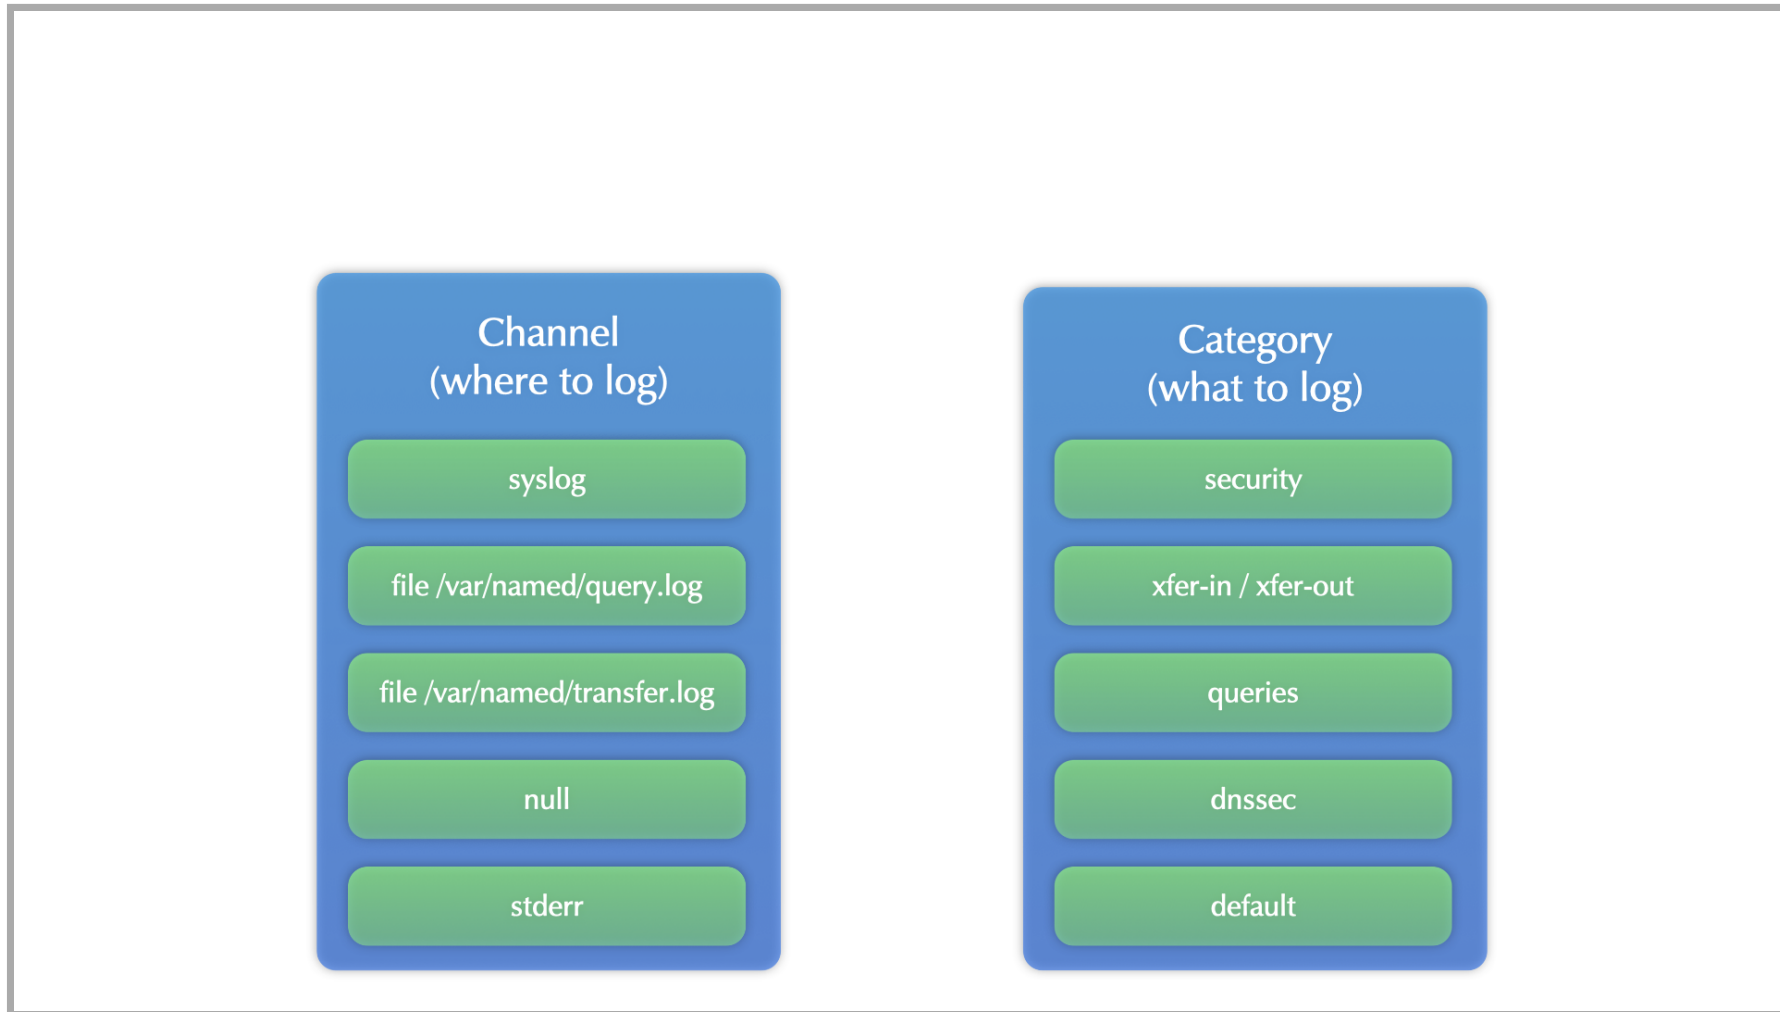 Channel
(where to log)
syslog
file /var/named/query.log
file /var/named/transfer.log
null
stderr
Category
(what to log)
security
xfer-in / xfer-out
queries
dnssec
default